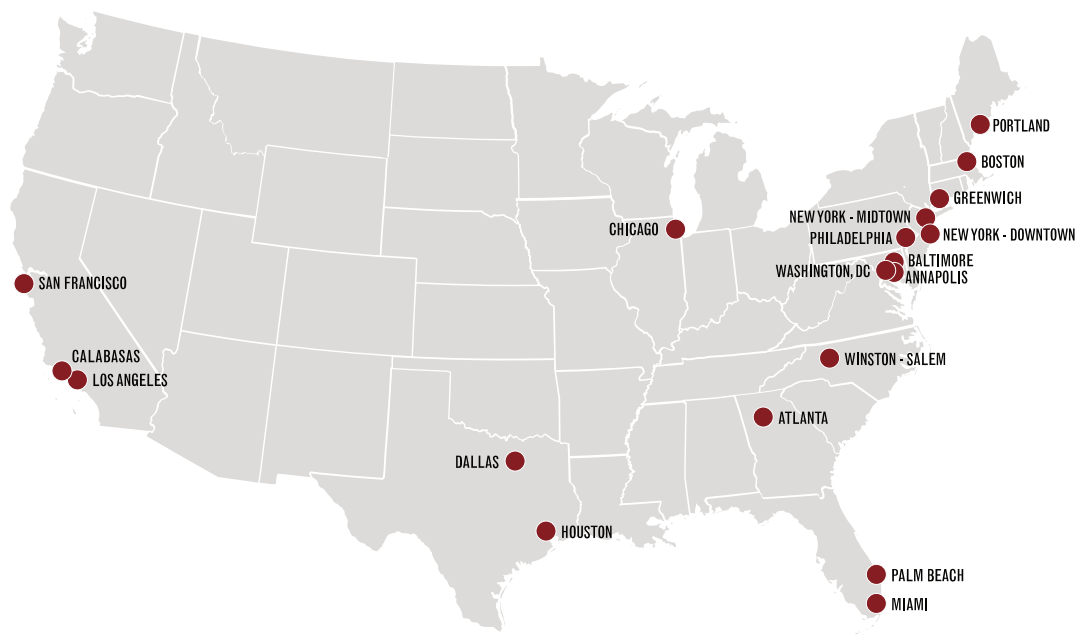 PORTLAND
BOSTON
GREENWICH
NEW YORK - MIDTOWN
CHICAGO
NEW YORK - DOWNTOWN
PHILADELPHIA
BALTIMORE
WASHINGTON, DC
ANNAPOLIS
SAN FRANCISCO
CALABASAS
WINSTON - SALEM
LOS ANGELES
ATLANTA
DALLAS
HOUSTON
PALM BEACH
MIAMI